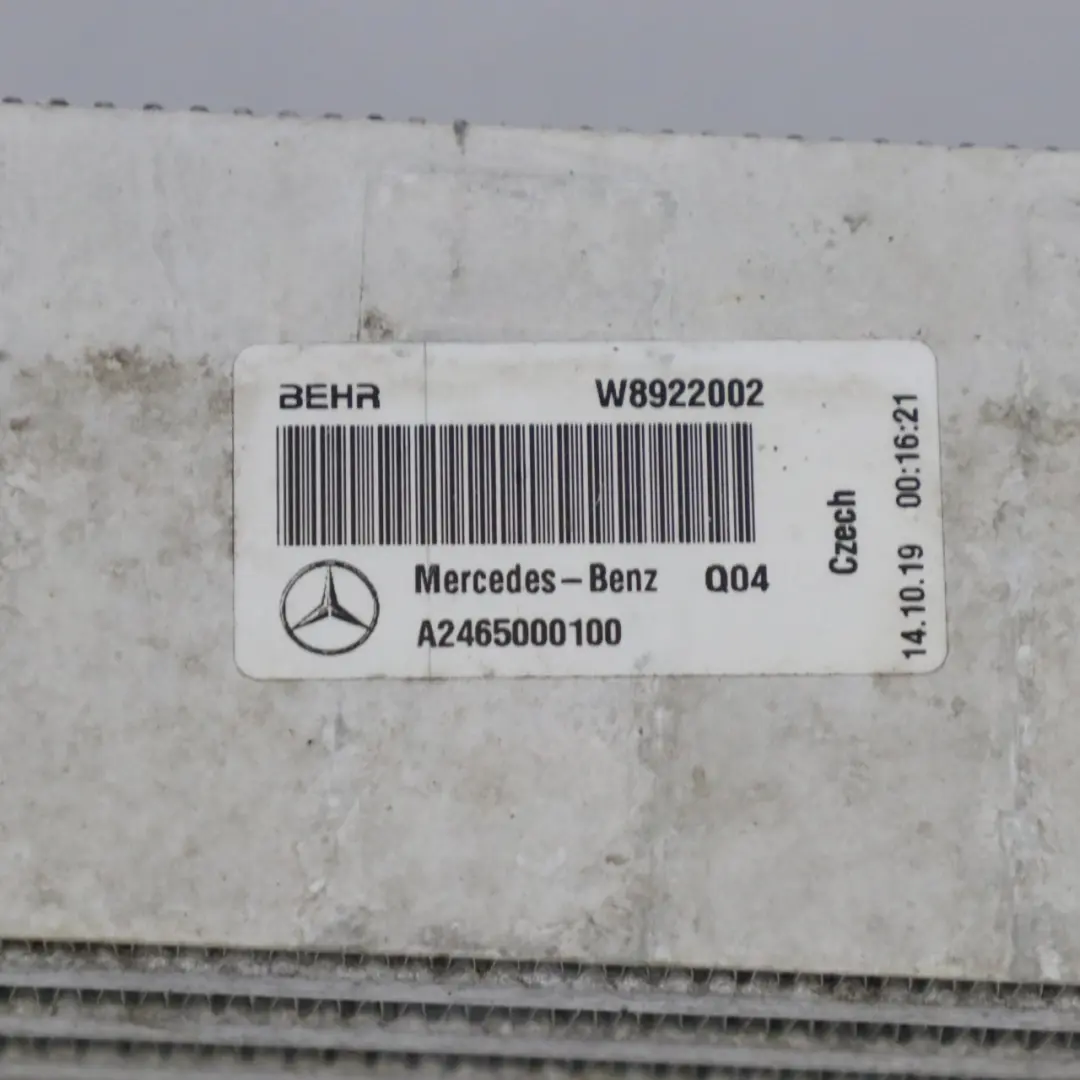 BEHR W8922002
Mercedes-Benz Q04
A2465000100
Czech
14.10.19 00:16:21